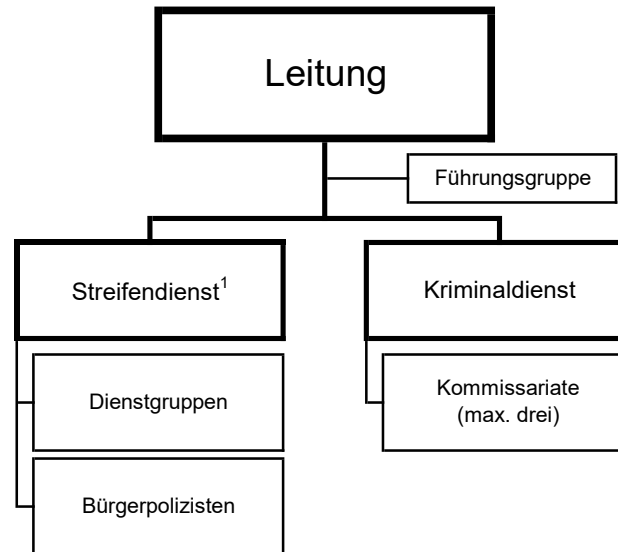 Leitung
Führungsgruppe
Streifendienst¹
Kriminaldienst
Dienstgruppen
Kommissariate
(max. drei)
Bürgerpolizisten